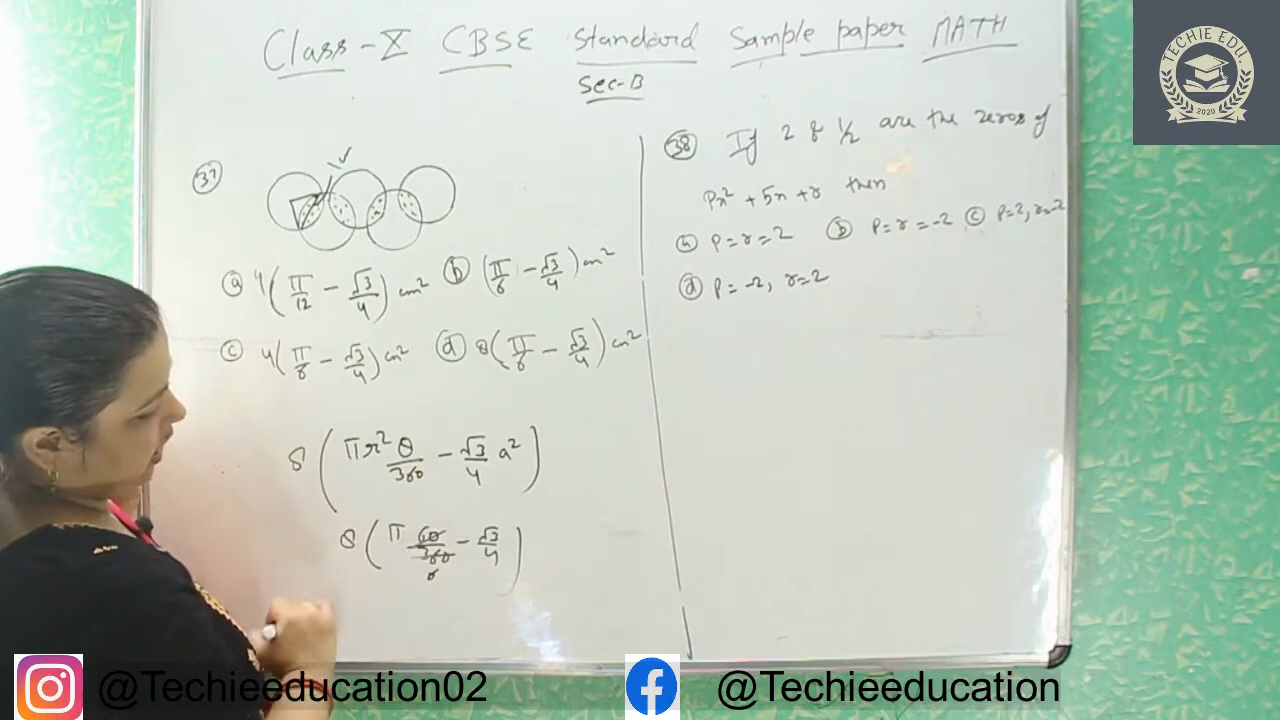 Class-X CBSE Standard Sample paper MATH
Sec-B
TECHIE EDU.
2020
37
a 4(π/12 - √3/4) cm² b (π/6 - √3/4) cm²
c 4(π/6 - √3/4) cm² d 8(π/6 - √3/4) cm²
8(πr² θ/360 - √3/4 a²)
8(π 60/360 - √3/4)
6
38 If 2 & 1/2 are the zeros of
Px² + 5x + r then
a P=r=2 b P=r=-2 c P=2, r=-2
d P=-2, r=2
@Techieeducation02
@Techieeducation